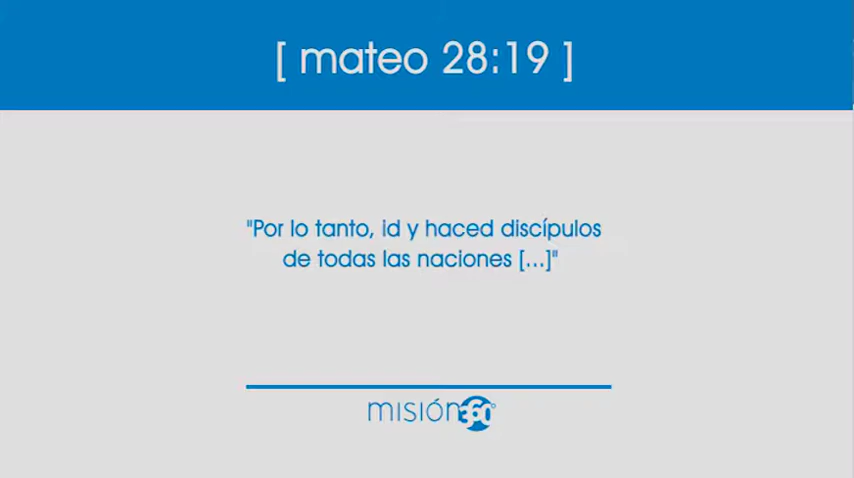 [ mateo 28:19 ]
"Por lo tanto, id y haced discípulos
de todas las naciones [...]"
misión360°